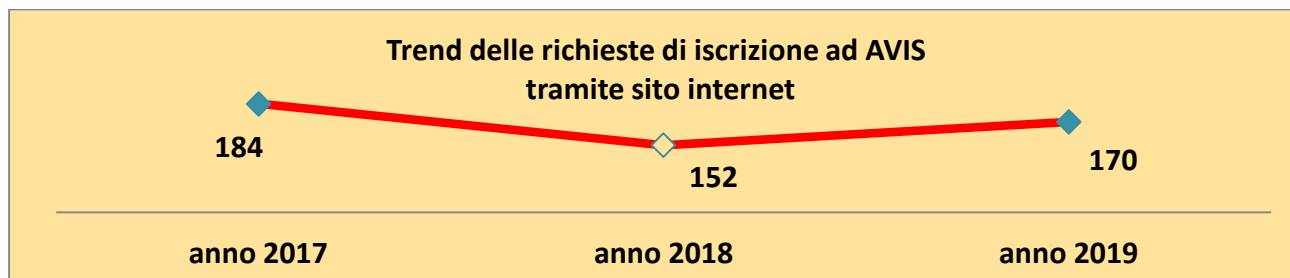 Trend delle richieste di iscrizione ad AVIS
tramite sito internet
184
152
170
anno 2017
anno 2018
anno 2019